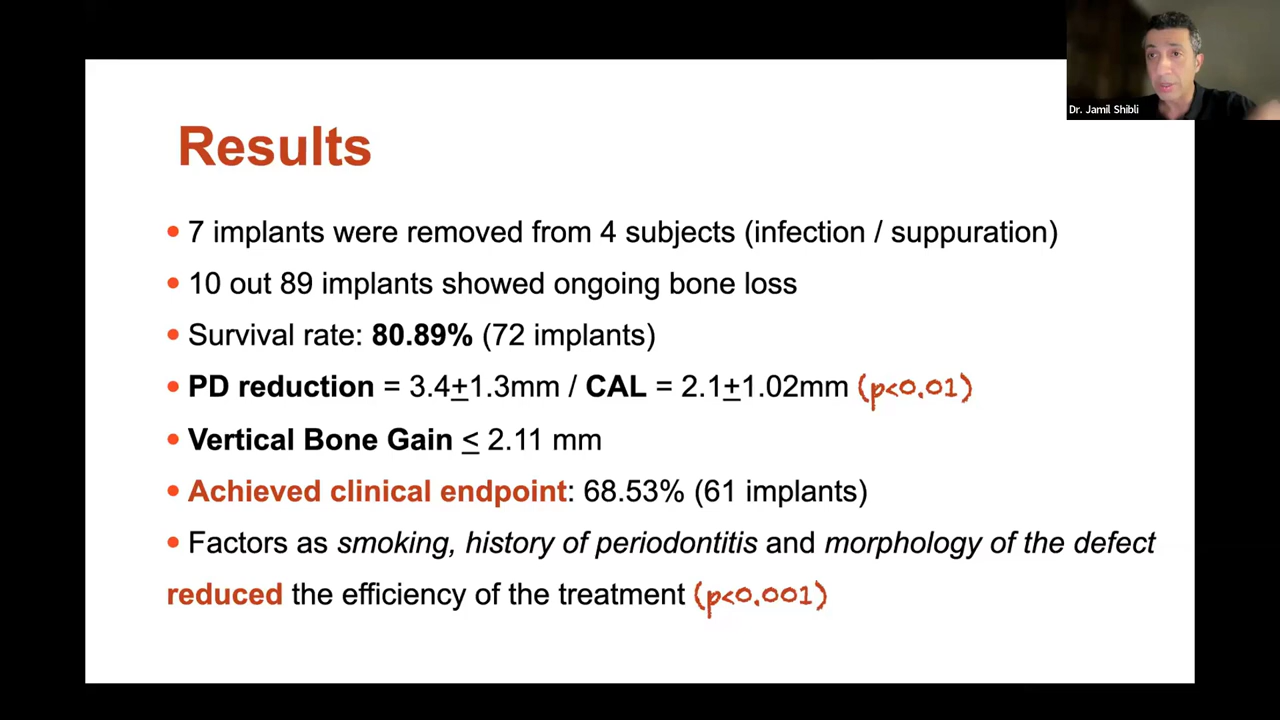 Dr. Jamil Shibli
Results
• 7 implants were removed from 4 subjects (infection / suppuration)
• 10 out 89 implants showed ongoing bone loss
• Survival rate: 80.89% (72 implants)
• PD reduction = 3.4±1.3mm / CAL = 2.1±1.02mm (p<0.01)
• Vertical Bone Gain ≤ 2.11 mm
• Achieved clinical endpoint: 68.53% (61 implants)
• Factors as smoking, history of periodontitis and morphology of the defect
reduced the efficiency of the treatment (p<0.001)